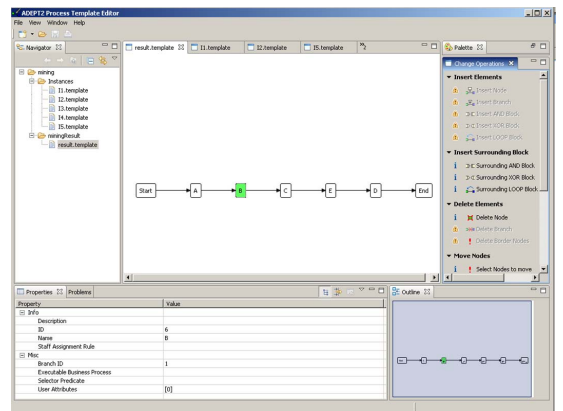 ADEPT2 Process Template Editor
File View Window Help
Navigator
mining
Instances
I1.template
I2.template
I3.template
I4.template
I5.template
miningResult
result.template
result.template I1.template I2.template I5.template
Start A B C E D End
Palette
Change Operations
Insert Elements
Insert Node
Insert Branch
Insert AND Block
Insert XOR Block
Insert LOOP Block
Insert Surrounding Block
Surrounding AND Block
Surrounding XOR Block
Surrounding LOOP Block
Delete Elements
Delete Node
Delete Branch
Delete Border Nodes
Move Nodes
Select Nodes to move
Properties Problems
Property Value
Info
Description
ID 6
Name B
Staff Assignment Rule
Misc
Branch ID 1
Executable Business Process
Selector Predicate
User Attributes [0]
Outline